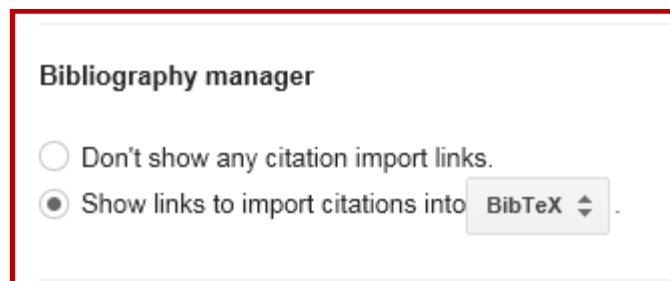 Bibliography manager
Don't show any citation import links.
Show links to import citations into BibTeX .